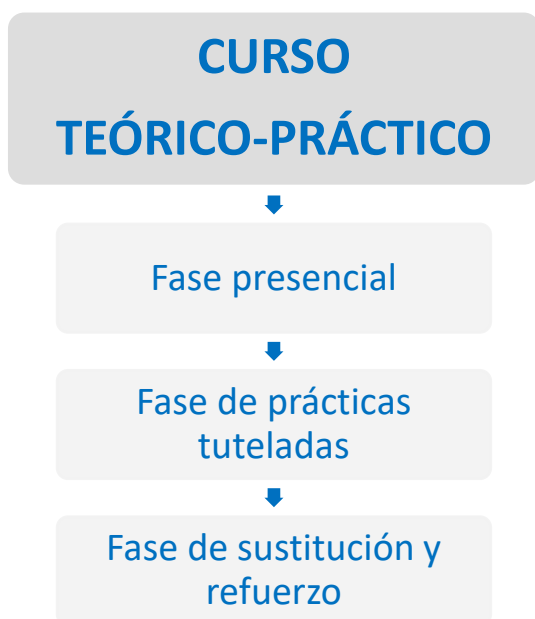 CURSO
TEÓRICO-PRÁCTICO
Fase presencial
Fase de prácticas
tuteladas
Fase de sustitución y
refuerzo